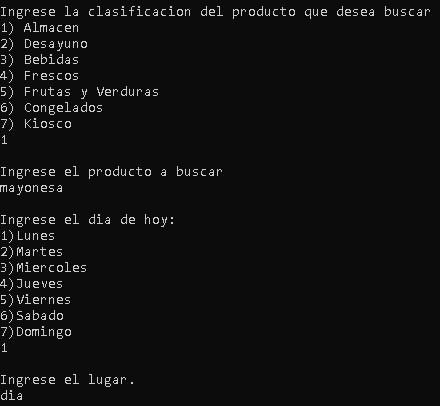 Ingrese la clasificacion del producto que desea buscar
1) Almacen
2) Desayuno
3) Bebidas
4) Frescos
5) Frutas y Verduras
6) Congelados
7) Kiosco
1
Ingrese el producto a buscar
mayonesa
Ingrese el dia de hoy:
1)Lunes
2)Martes
3)Miercoles
4)Jueves
5)Viernes
6)Sabado
7)Domingo
1
Ingrese el lugar.
dia